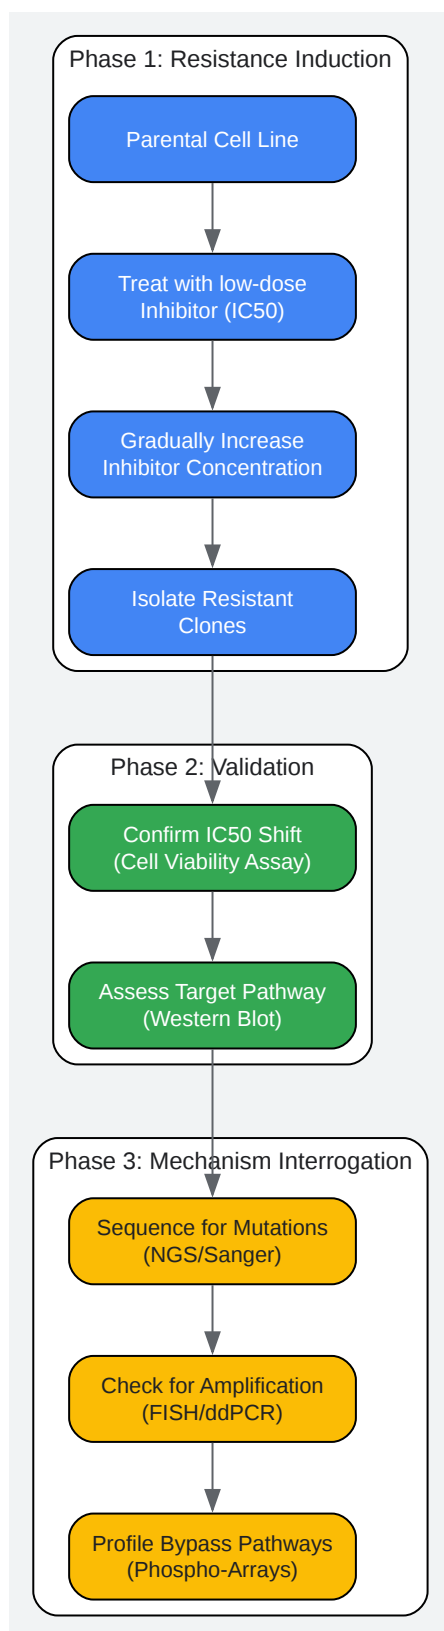 Phase 1: Resistance Induction
Parental Cell Line
Treat with low-dose
Inhibitor (IC50)
Gradually Increase
Inhibitor Concentration
Isolate Resistant
Clones
Phase 2: Validation
Confirm IC50 Shift
(Cell Viability Assay)
Assess Target Pathway
(Western Blot)
Phase 3: Mechanism Interrogation
Sequence for Mutations
(NGS/Sanger)
Check for Amplification
(FISH/ddPCR)
Profile Bypass Pathways
(Phospho-Arrays)